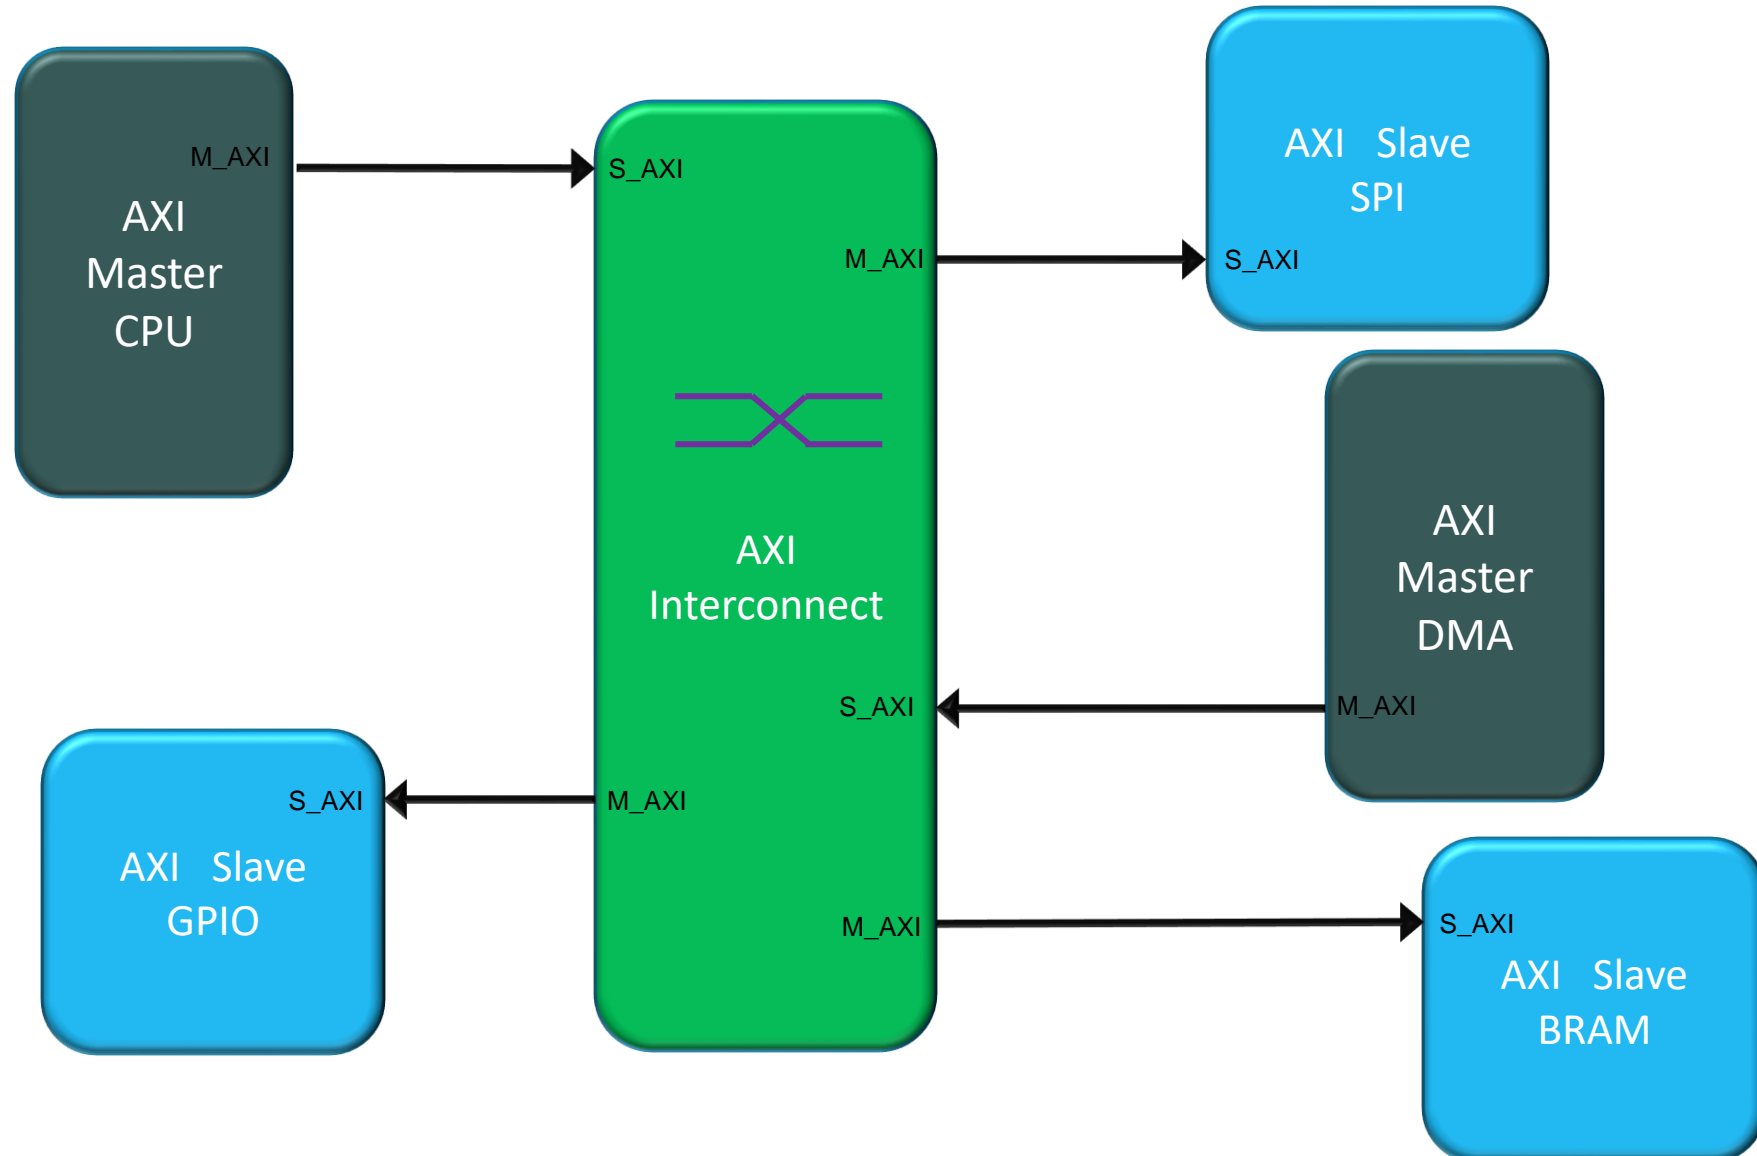 M_AXI
AXI
Master
CPU
S_AXI
M_AXI
AXI
Interconnect
S_AXI
M_AXI
M_AXI
AXI Slave
SPI
S_AXI
AXI
Master
DMA
M_AXI
S_AXI
AXI Slave
GPIO
S_AXI
AXI Slave
BRAM